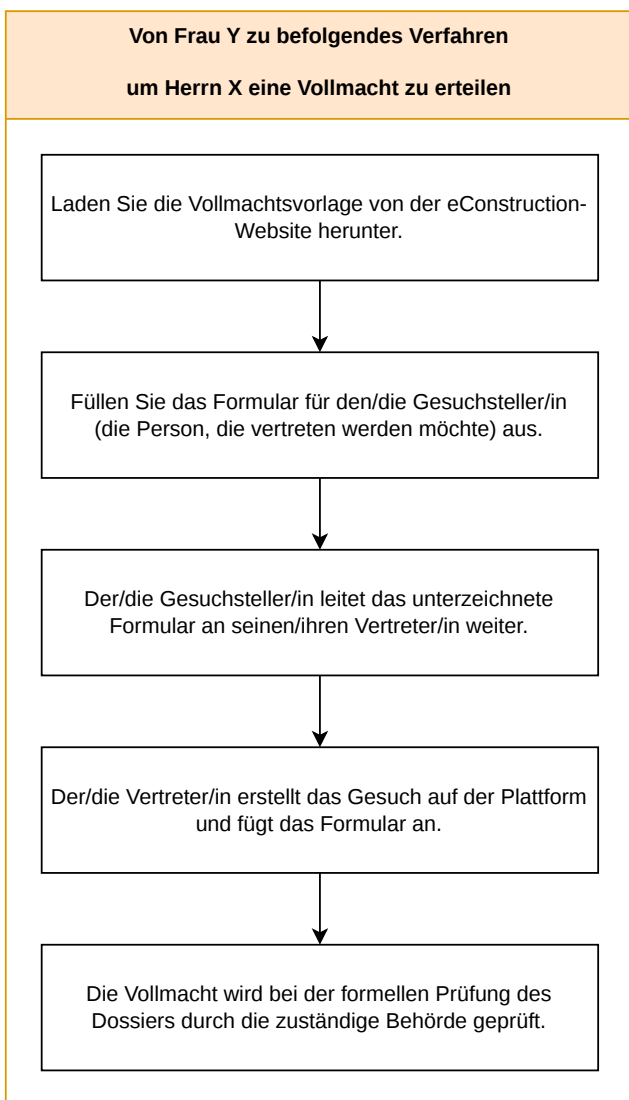 Von Frau Y zu befolgendes Verfahren
um Herrn X eine Vollmacht zu erteilen
Laden Sie die Vollmachtsvorlage von der eConstruction-
Website herunter.
Füllen Sie das Formular für den/die Gesuchsteller/in
(die Person, die vertreten werden möchte) aus.
Der/die Gesuchsteller/in leitet das unterzeichnete
Formular an seinen/ihren Vertreter/in weiter.
Der/die Vertreter/in erstellt das Gesuch auf der Plattform
und fügt das Formular an.
Die Vollmacht wird bei der formellen Prüfung des
Dossiers durch die zuständige Behörde geprüft.